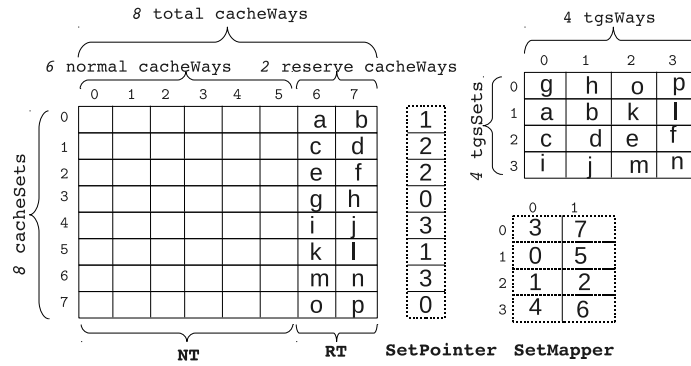 8 total cacheWays
4 tgsWays
6 normal cacheWays 2 reserve cacheWays
0 1 2 3 4 5 6 7
8 cacheSets
0 a b
1 c d
2 e f
3 g h
4 i j
5 k l
6 m n
7 o p
NT
RT
1
2
2
0
3
1
3
0
SetPointer
0 1 2 3
4 tgsSets
0 g h o p
1 a b k l
2 c d e f
3 i j m n
0 1
0 3 7
1 0 5
2 1 2
3 4 6
SetMapper